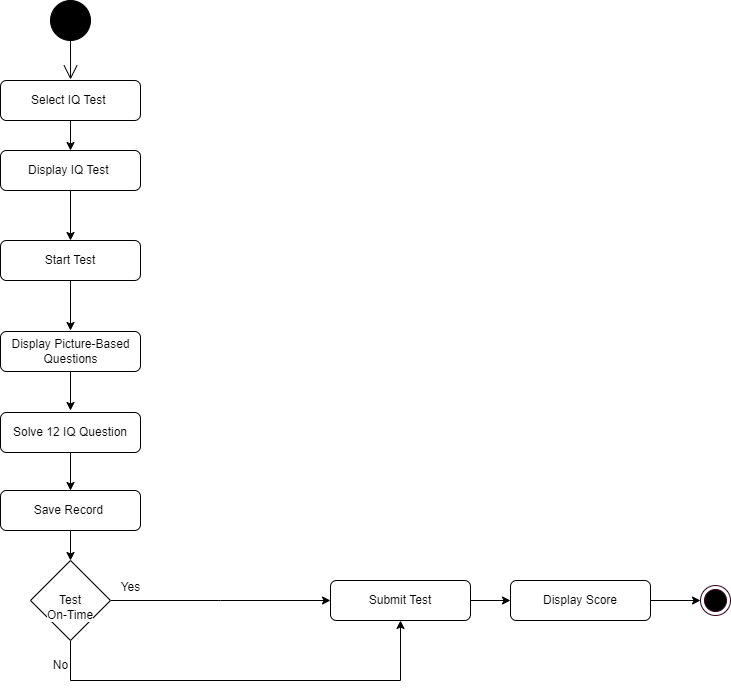 Select IQ Test
Display IQ Test
Start Test
Display Picture-Based
Questions
Solve 12 IQ Question
Save Record
Test
On-Time
Yes
No
Submit Test
Display Score